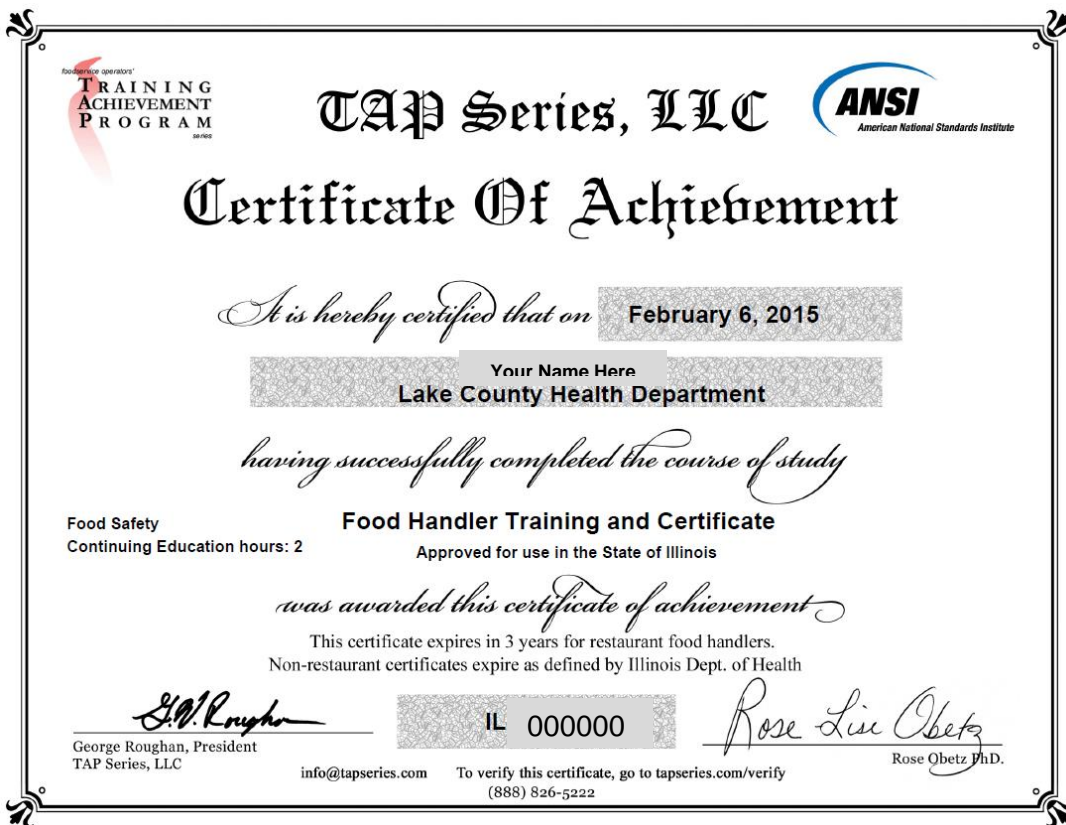 foodservice operators'
TRAINING
ACHIEVEMENT
PROGRAM
series
TAP Series, LLC
ANSI
American National Standards Institute
Certificate Of Achievement
It is hereby certified that on February 6, 2015
Your Name Here
Lake County Health Department
having successfully completed the course of study
Food Safety
Continuing Education hours: 2
Food Handler Training and Certificate
Approved for use in the State of Illinois
was awarded this certificate of achievement
This certificate expires in 3 years for restaurant food handlers.
Non-restaurant certificates expire as defined by Illinois Dept. of Health
G.W. Roughan
George Roughan, President
TAP Series, LLC
IL 000000
Rose Lise Obetz
Rose Obetz PhD.
info@tapseries.com To verify this certificate, go to tapseries.com/verify
(888) 826-5222